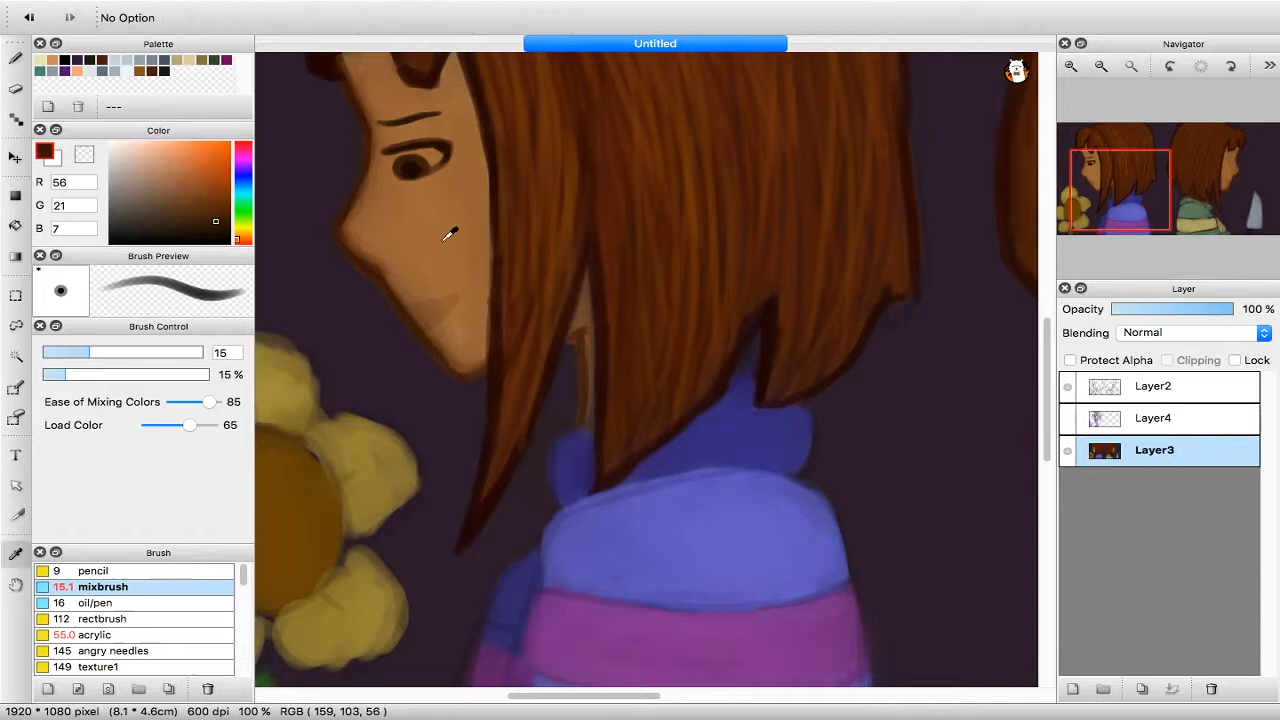 No Option
Palette
Untitled
Navigator
---
Color
R 56
G 21
B 7
Brush Preview
*
Brush Control
15
15 %
Ease of Mixing Colors 85
Load Color 65
Brush
9 pencil
15.1 mixbrush
16 oil/pen
112 rectbrush
55.0 acrylic
145 angry needles
149 texture1
Layer
Opacity 100 %
Blending Normal
Protect Alpha Clipping Lock
Layer2
Layer4
Layer3
T
1920 * 1080 pixel (8.1 * 4.6cm) 600 dpi 100 % RGB ( 159, 103, 56 )